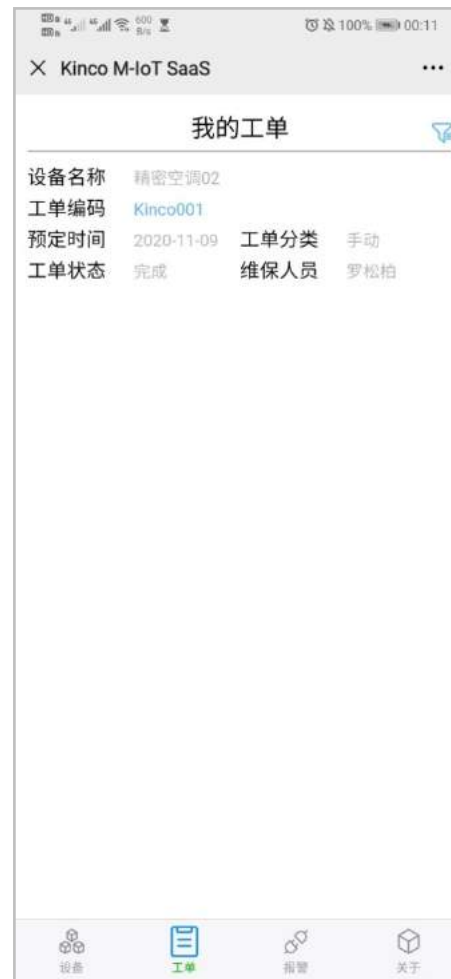 600 B/s 100% 00:11
Kinco M-IoT SaaS
我的工单
设备名称 精密空调02
工单编码 Kinco001
预定时间 2020-11-09 工单分类 手动
工单状态 完成 维保人员 罗松柏
设备 工单 报警 关于